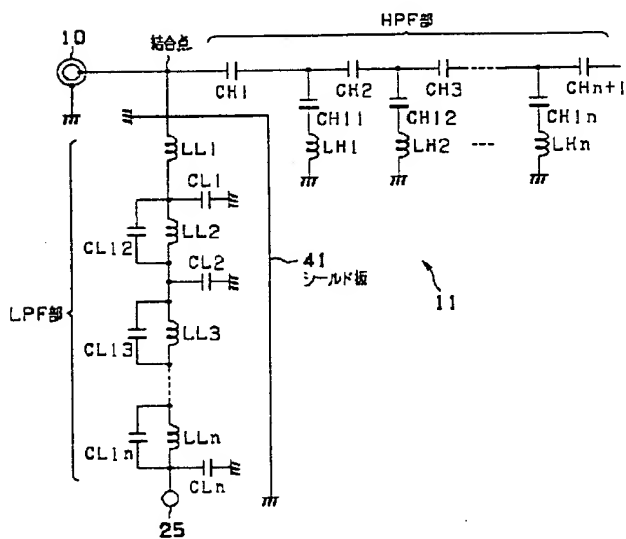 HPF部
10
結合点
CH1
CH2
CH3
CHn+1
CH11
CH12
CH1n
LH1
LH2
LHn
LL1
CL1
CL12
LL2
CL2
41
シールド板
11
LPF部
CL13
LL3
CL1n
LLn
CLn
25